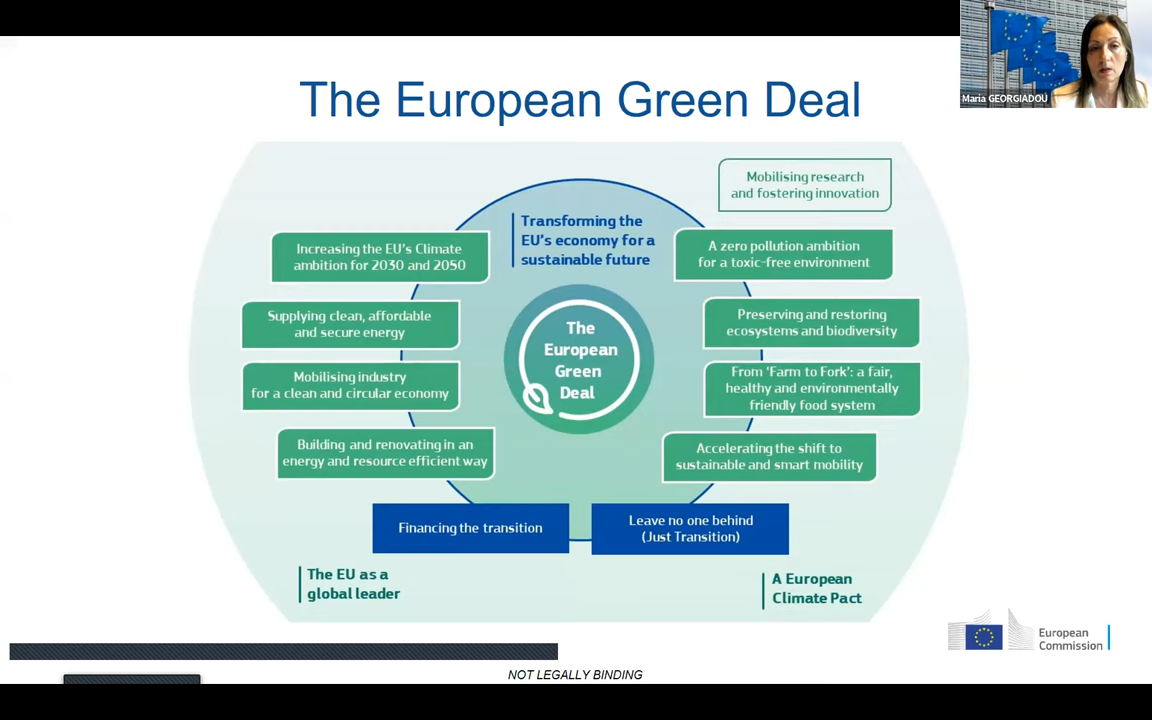 The European Green Deal
Maria GEORGIADOU
Mobilising research
and fostering innovation
Transforming the
EU's economy for a
sustainable future
Increasing the EU's Climate
ambition for 2030 and 2050
A zero pollution ambition
for a toxic-free environment
Supplying clean, affordable
and secure energy
Preserving and restoring
ecosystems and biodiversity
The
European
Green
Deal
Mobilising industry
for a clean and circular economy
From 'Farm to Fork': a fair,
healthy and environmentally
friendly food system
Building and renovating in an
energy and resource efficient way
Accelerating the shift to
sustainable and smart mobility
Financing the transition
Leave no one behind
(Just Transition)
The EU as a
global leader
A European
Climate Pact
European
Commission
NOT LEGALLY BINDING